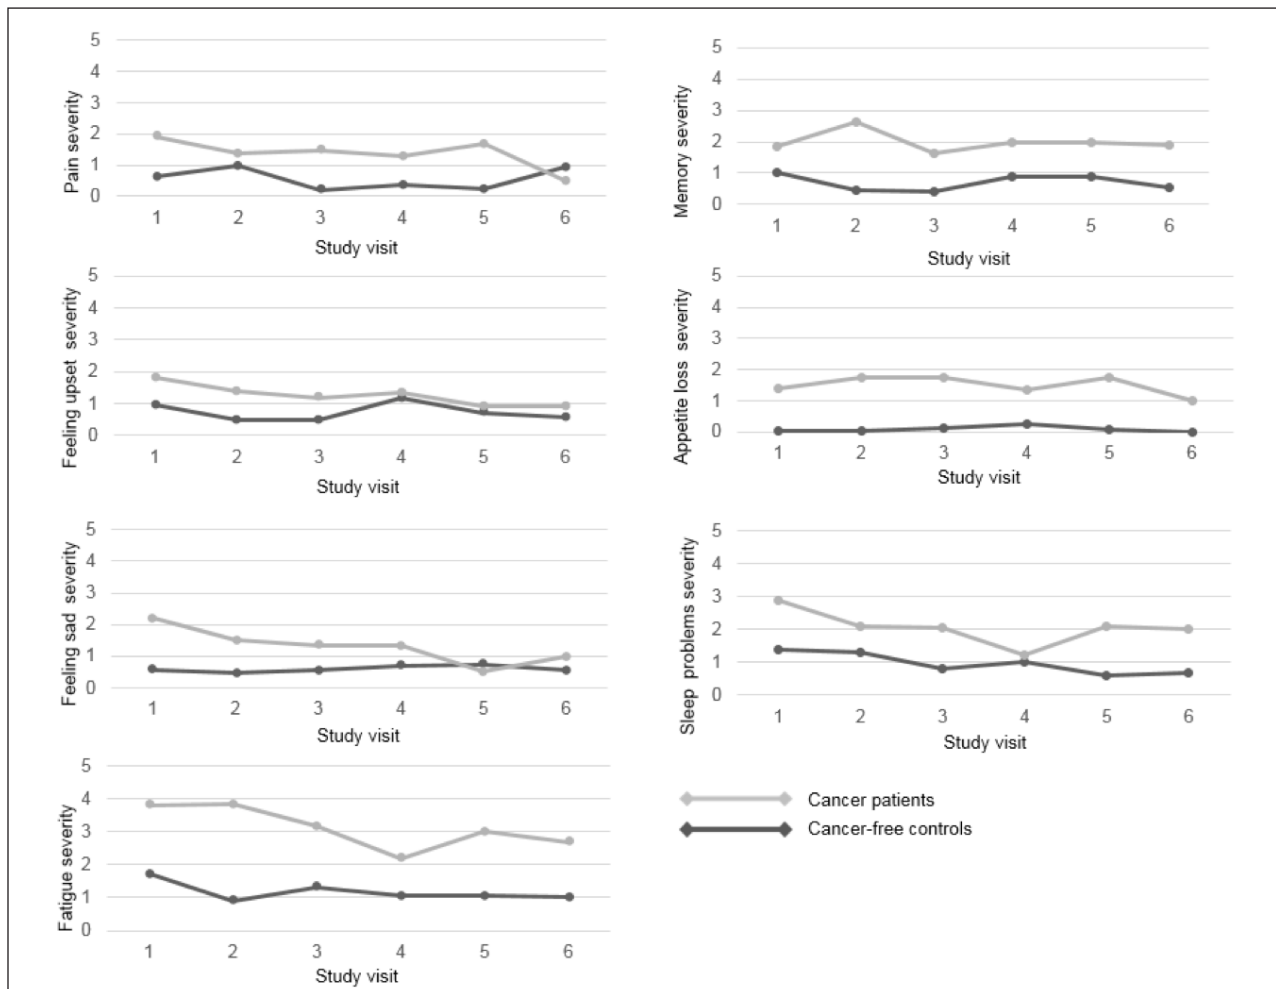 5
4
3
2
1
0
Pain severity
1 2 3 4 5 6
Study visit
5
4
3
2
1
0
Memory severity
1 2 3 4 5 6
Study visit
5
4
3
2
1
0
Feeling upset severity
1 2 3 4 5 6
Study visit
5
4
3
2
1
0
Appetite loss severity
1 2 3 4 5 6
Study visit
5
4
3
2
1
0
Feeling sad severity
1 2 3 4 5 6
Study visit
5
4
3
2
1
0
Sleep problems severity
1 2 3 4 5 6
Study visit
5
4
3
2
1
0
Fatigue severity
1 2 3 4 5 6
Study visit
Cancer patients
Cancer-free controls